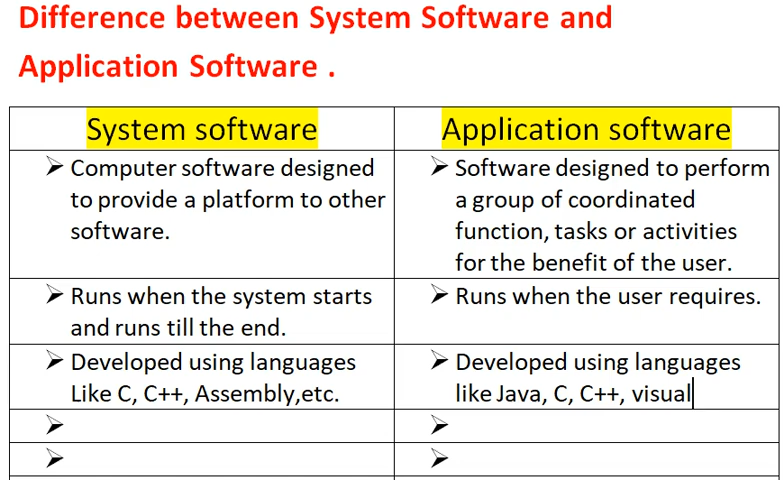 Difference between System Software and
Application Software .
System software
Application software
➢ Computer software designed
to provide a platform to other
software.
➢ Software designed to perform
a group of coordinated
function, tasks or activities
for the benefit of the user.
➢ Runs when the system starts
and runs till the end.
➢ Runs when the user requires.
➢ Developed using languages
Like C, C++, Assembly,etc.
➢ Developed using languages
like Java, C, C++, visual
➢
➢
➢
➢